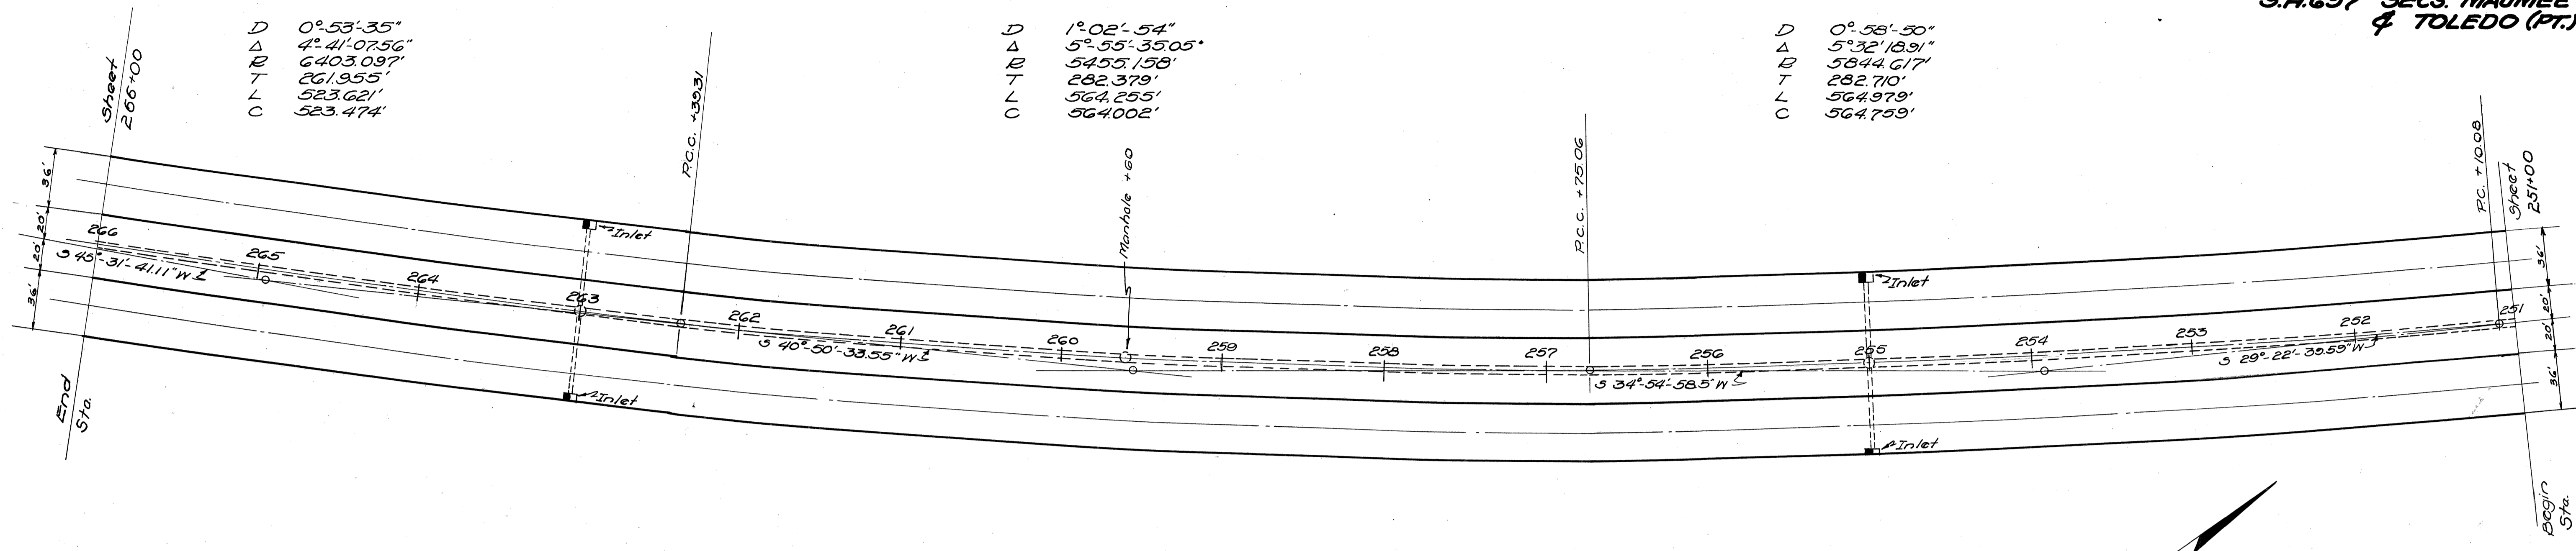 S.H.697 SECS. MAUMEE
& TOLEDO (PT.)
D 0°-53'-35"
Δ 4°-41'-07.56"
R 6403.097'
T 261.955'
L 523.621'
C 523.474'
D 1°-02'-54"
Δ 5°-55'-35.05"
R 5455.158'
T 282.379'
L 564.255'
C 564.002'
D 0°-58'-50"
Δ 5°32'18.91"
R 5844.617'
T 282.710'
L 564.979'
C 564.759'
Sheet
266+00
P.C.C. +39.31
Manhole +60
P.C.C. +75.06
P.C. +10.08
Sheet
251+00
36'
20'
20'
36'
Inlet
Inlet
Inlet
Inlet
266
265
264
263
262
261
260
259
258
257
256
255
254
253
252
251
S 45°-31'-41.11" W
S 40°-50'-33.55" W
S 34°-54'-58.5" W
S 29°-22'-39.59" W
36'
20'
20'
36'
End
Sta.
Begin
Sta.